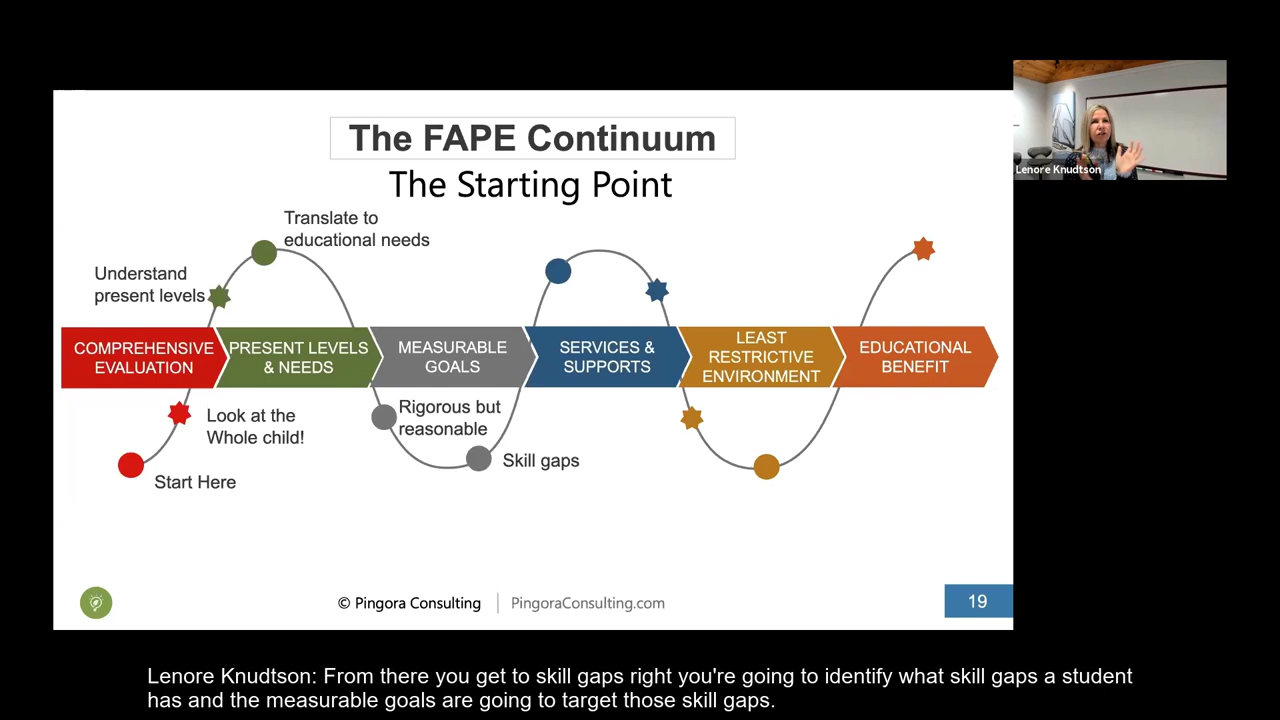 The FAPE Continuum
The Starting Point
Translate to
educational needs
Understand
present levels
COMPREHENSIVE
EVALUATION
PRESENT LEVELS
& NEEDS
MEASURABLE
GOALS
SERVICES &
SUPPORTS
LEAST
RESTRICTIVE
ENVIRONMENT
EDUCATIONAL
BENEFIT
Look at the
Whole child!
Start Here
Rigorous but
reasonable
Skill gaps
© Pingora Consulting
PingoraConsulting.com
19
Lenore Knudtson
Lenore Knudtson: From there you get to skill gaps right you're going to identify what skill gaps a student
has and the measurable goals are going to target those skill gaps.